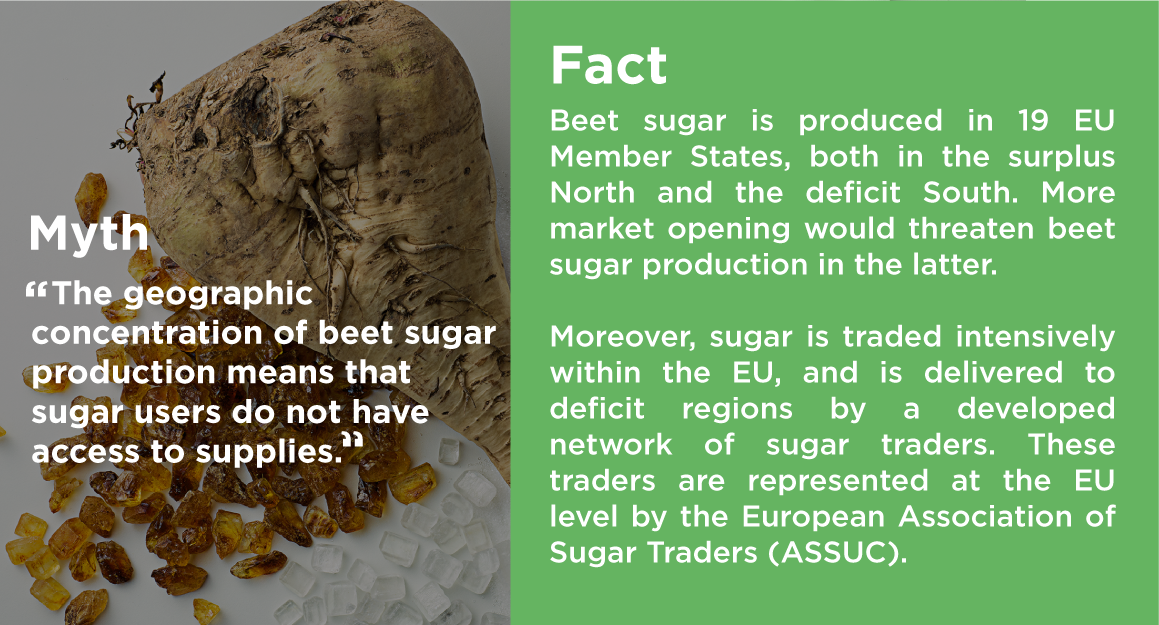 Myth
“The geographic
concentration of beet sugar
production means that
sugar users do not have
access to supplies.”
Fact
Beet sugar is produced in 19 EU
Member States, both in the surplus
North and the deficit South. More
market opening would threaten beet
sugar production in the latter.
Moreover, sugar is traded intensively
within the EU, and is delivered to
deficit regions by a developed
network of sugar traders. These
traders are represented at the EU
level by the European Association of
Sugar Traders (ASSUC).